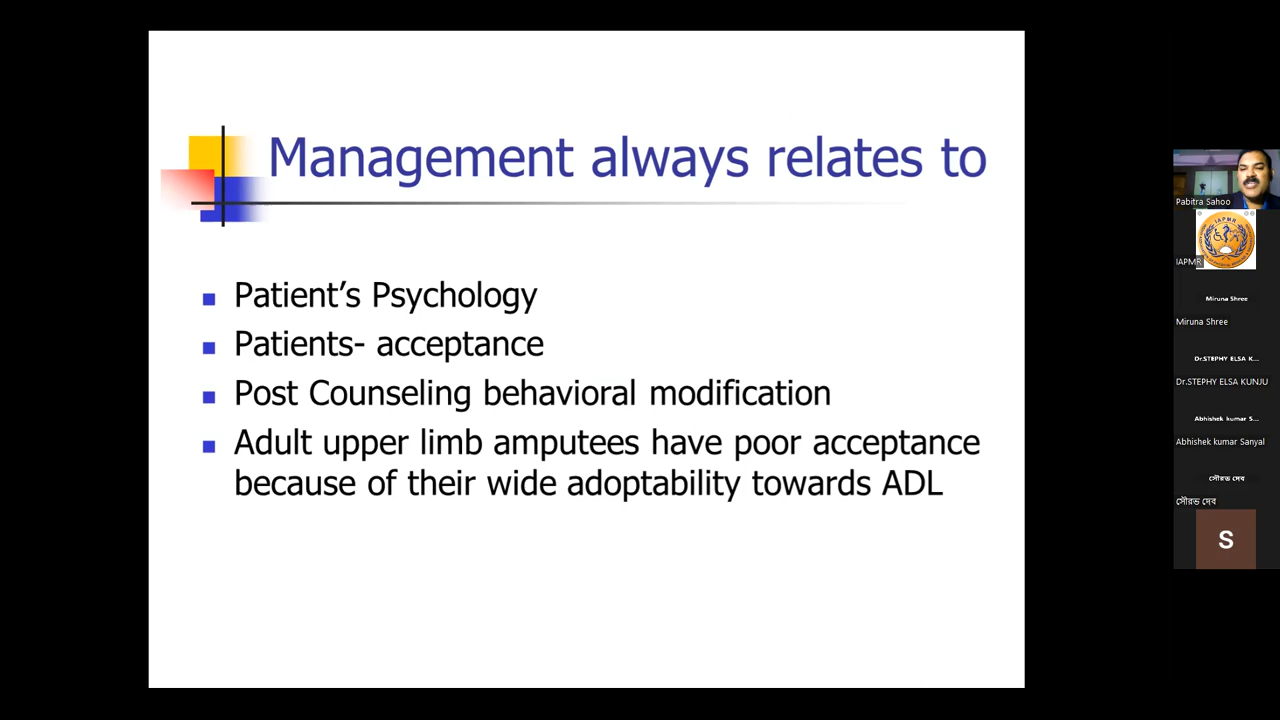 Management always relates to
Patient's Psychology
Patients- acceptance
Post Counseling behavioral modification
Adult upper limb amputees have poor acceptance
because of their wide adoptability towards ADL
Pabitra Sahoo
IAPMR
IAPMR
Miruna Shree
Miruna Shree
Dr.STEPHY ELSA K...
Dr.STEPHY ELSA KUNJU
Abhishek kumar S...
Abhishek kumar Sanyal
সৌরভ দেব
সৌরভ দেব
S